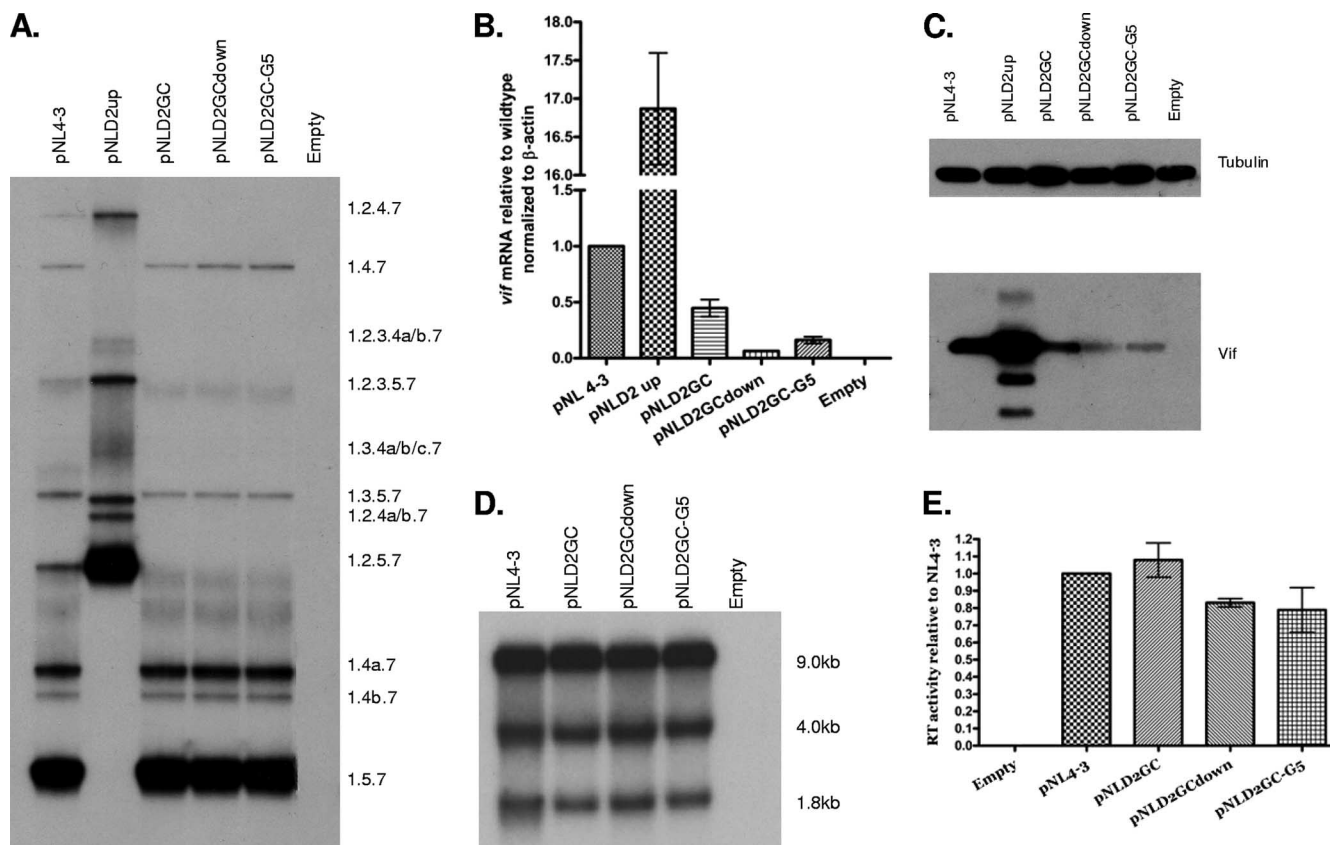 A.
pNL4-3
pNLD2up
pNLD2GC
pNLD2GCdown
pNLD2GC-G5
Empty
1.2.4.7
1.4.7
1.2.3.4a/b.7
1.2.3.5.7
1.3.4a/b/c.7
1.3.5.7
1.2.4a/b.7
1.2.5.7
1.4a.7
1.4b.7
1.5.7
B.
vif mRNA relative to wildtype
normalized to β-actin
18.0
17.5
17.0
16.5
16.0
1.5
1.0
0.5
0.0
pNL 4-3
pNLD2 up
pNLD2GC
pNLD2GCdown
pNLD2GC-G5
Empty
C.
pNL4-3
pNLD2up
pNLD2GC
pNLD2GCdown
pNLD2GC-G5
Empty
Tubulin
Vif
D.
pNL4-3
pNLD2GC
pNLD2GCdown
pNLD2GC-G5
Empty
9.0kb
4.0kb
1.8kb
E.
RT activity relative to NL4-3
1.2
1.1
1.0
0.9
0.8
0.7
0.6
0.5
0.4
0.3
0.2
0.1
0.0
Empty
pNL4-3
pNLD2GC
pNLD2GCdown
pNLD2GC-G5